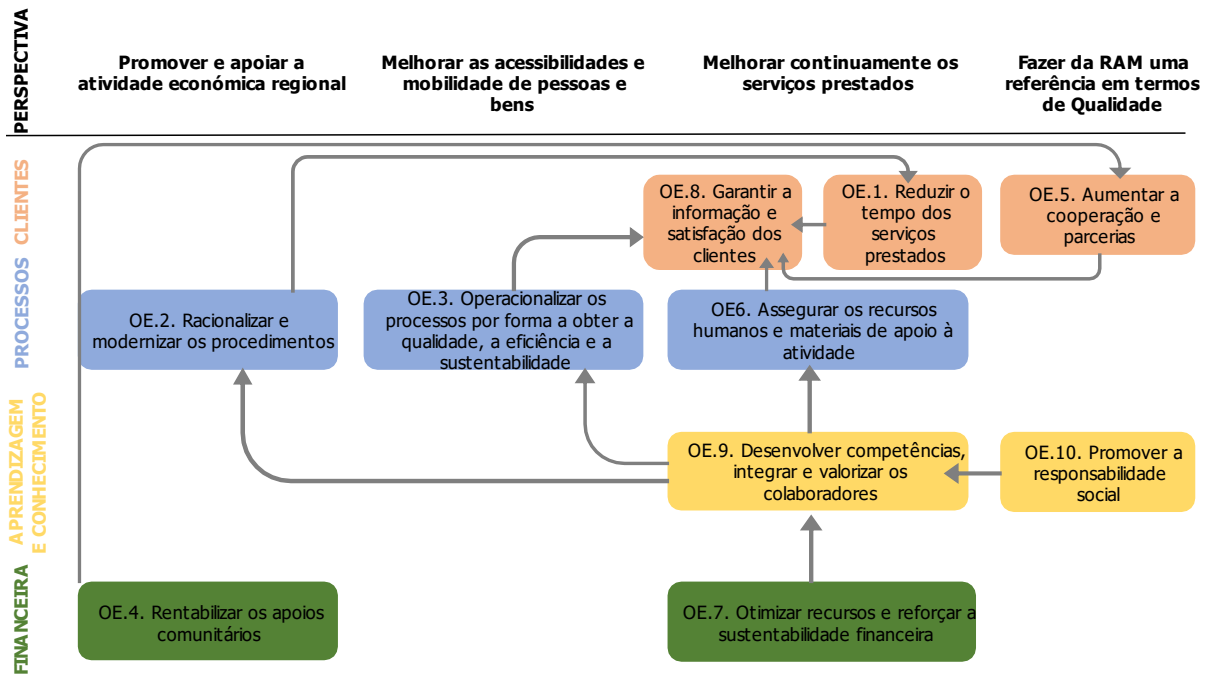 PERSPECTIVA
Promover e apoiar a
atividade económica regional
Melhorar as acessibilidades e
mobilidade de pessoas e
bens
Melhorar continuamente os
serviços prestados
Fazer da RAM uma
referência em termos
de Qualidade
CLIENTES
OE.8. Garantir a
informação e
satisfação dos
clientes
OE.1. Reduzir o
tempo dos
serviços
prestados
OE.5. Aumentar a
cooperação e
parcerias
PROCESSOS
OE.2. Racionalizar e
modernizar os procedimentos
OE.3. Operacionalizar os
processos por forma a obter a
qualidade, a eficiência e a
sustentabilidade
OE6. Assegurar os recursos
humanos e materiais de apoio à
atividade
APRENDIZAGEM
E CONHECIMENTO
OE.9. Desenvolver competências,
integrar e valorizar os
colaboradores
OE.10. Promover a
responsabilidade
social
FINANCEIRA
OE.4. Rentabilizar os apoios
comunitários
OE.7. Otimizar recursos e reforçar a
sustentabilidade financeira